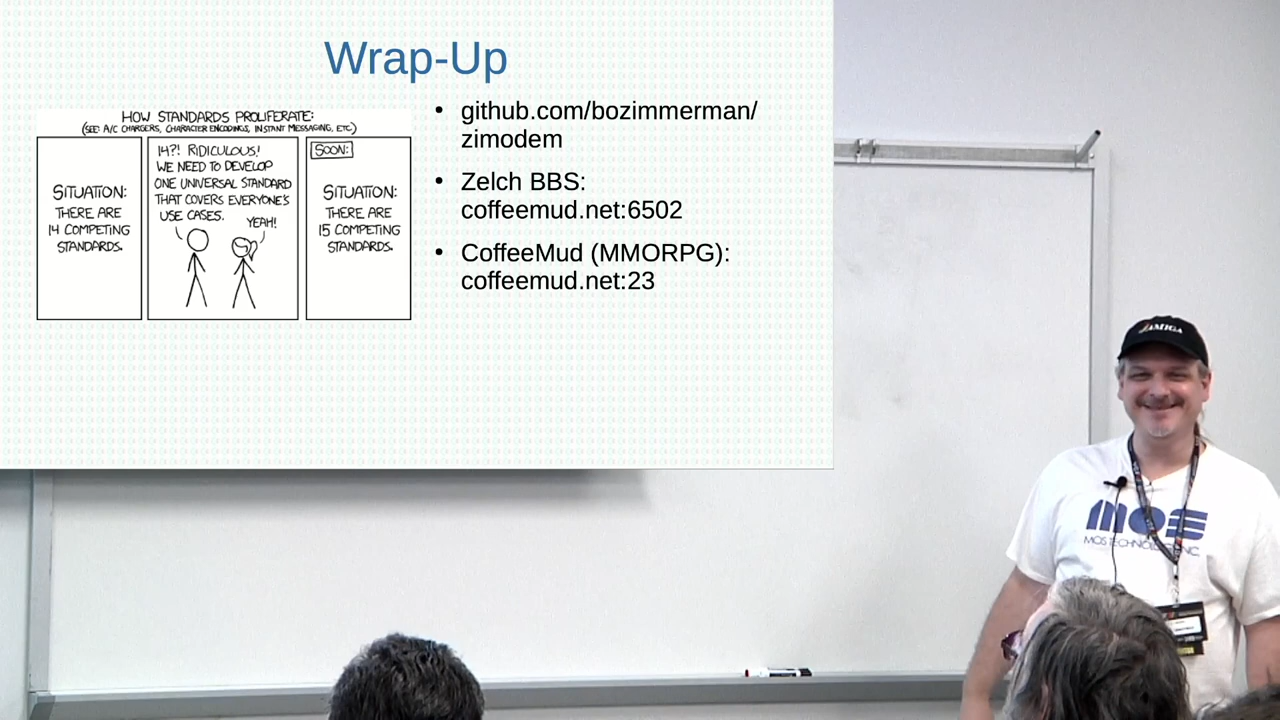 Wrap-Up
HOW STANDARDS PROLIFERATE:
(SEE: A/C CHARGERS, CHARACTER ENCODINGS, INSTANT MESSAGING, ETC.)
SITUATION:
THERE ARE
14 COMPETING
STANDARDS.
14?! RIDICULOUS!
WE NEED TO DEVELOP
ONE UNIVERSAL STANDARD
THAT COVERS EVERYONE'S
USE CASES.
YEAH!
SOON:
SITUATION:
THERE ARE
15 COMPETING
STANDARDS.
• github.com/bozimmerman/
zimodem
• Zelch BBS:
coffeemud.net:6502
• CoffeeMud (MMORPG):
coffeemud.net:23
AMIGA
MOS
MOS TECHNOLOGY, INC.